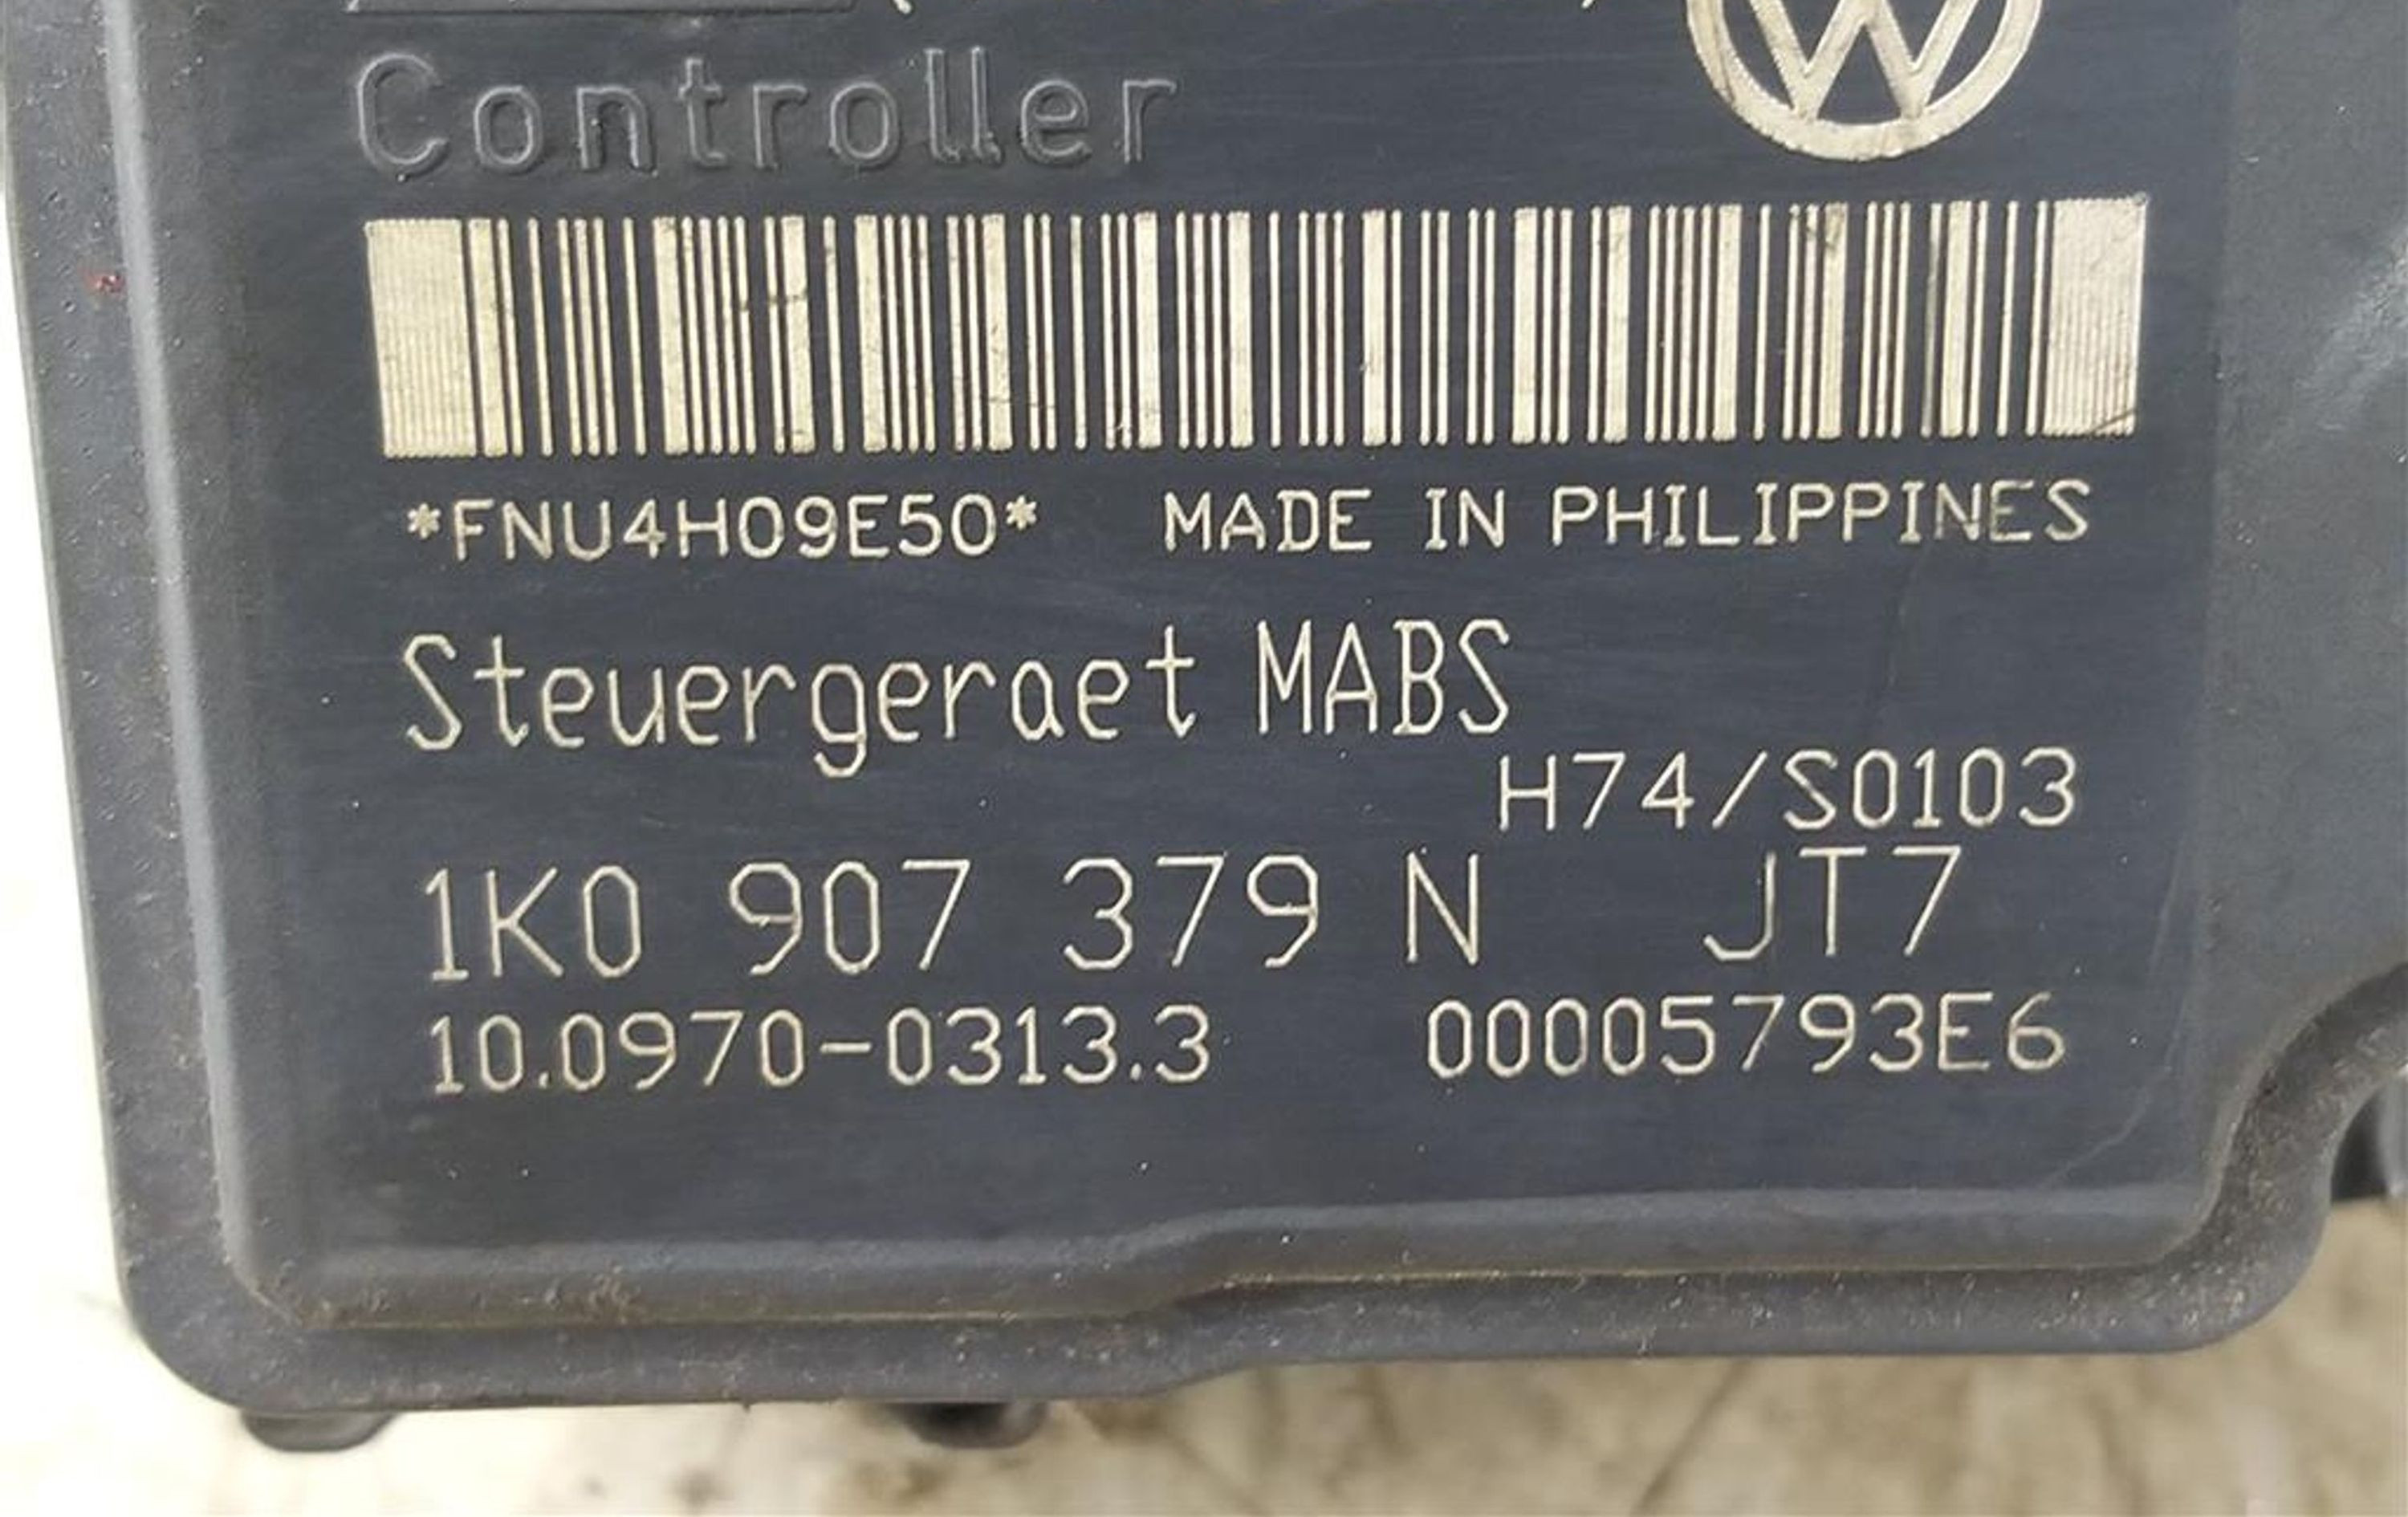 Controller
*FNU4H09E50* MADE IN PHILIPPINES
Steuergeraet MABS
H74/S0103
1K0 907 379 N JT7
10.0970-0313.3 00005793E6